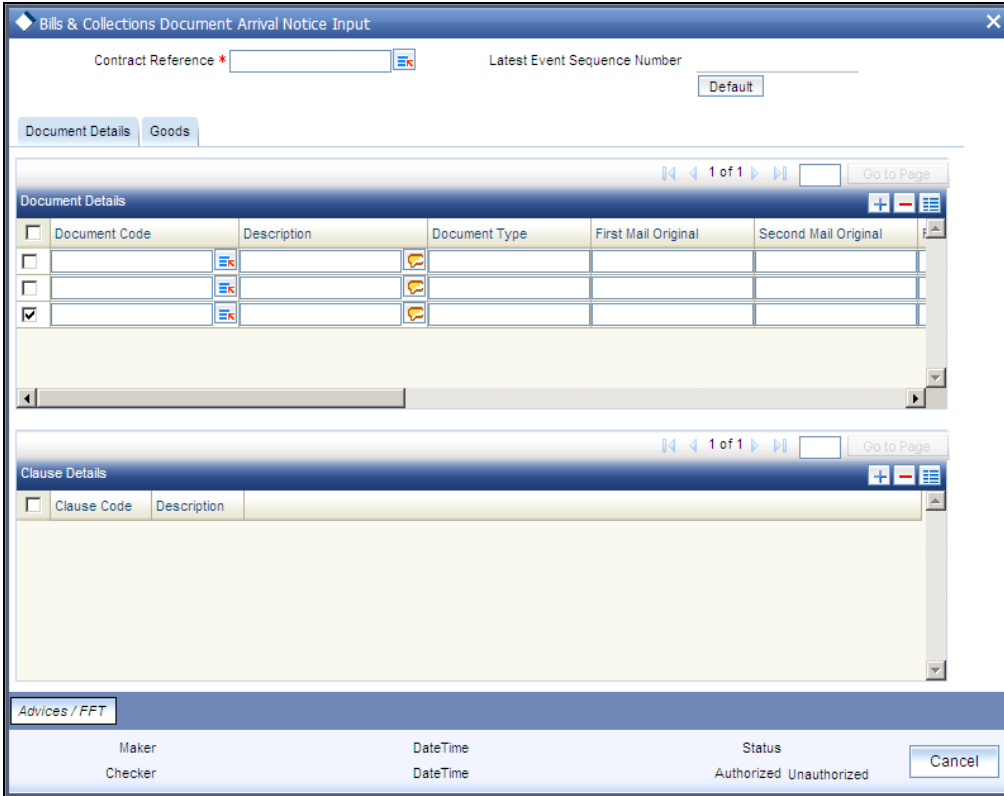 Bills & Collections Document Arrival Notice Input
Contract Reference *
Latest Event Sequence Number
Default
Document Details
Goods
1 of 1
Go to Page
Document Details
Document Code
Description
Document Type
First Mail Original
Second Mail Original
1 of 1
Go to Page
Clause Details
Clause Code
Description
Advices / FFT
Maker
DateTime
Status
Cancel
Checker
DateTime
Authorized
Unauthorized